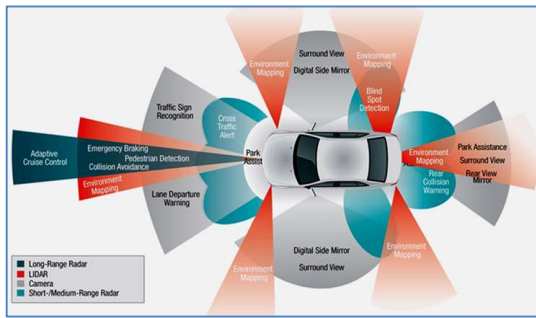 Environment
Mapping
Surround View
Digital Side Mirror
Environment
Mapping
Blind
Spot
Detection
Traffic Sign
Recognition
Cross
Traffic
Alert
Adaptive
Cruise Control
Emergency Braking
Pedestrian Detection
Collision Avoidance
Environment
Mapping
Park
Assist
Lane Departure
Warning
Environment
Mapping
Park Assistance
Surround View
Rear View
Mirror
Rear
Collision
Warning
Environment
Mapping
Digital Side Mirror
Surround View
Environment
Mapping
Long-Range Radar
LIDAR
Camera
Short-/Medium-Range Radar